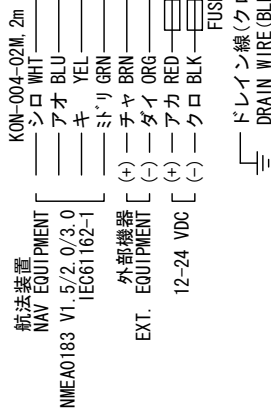 KON-004-02M, 2m
航法装置
NAV EQUIPMENT
NMEA0183 V1.5/2.0/3.0
IEC61162-1
シロ WHT
アオ BLU
キ YEL
ミドリ GRN
外部機器
EXT. EQUIPMENT
(+) チャ BRN
(-) ダイ ORG
12-24 VDC
(+) アカ RED
(-) クロ BLK
FUSE
ドレイン線(クロ
DRAIN WIRE(BL